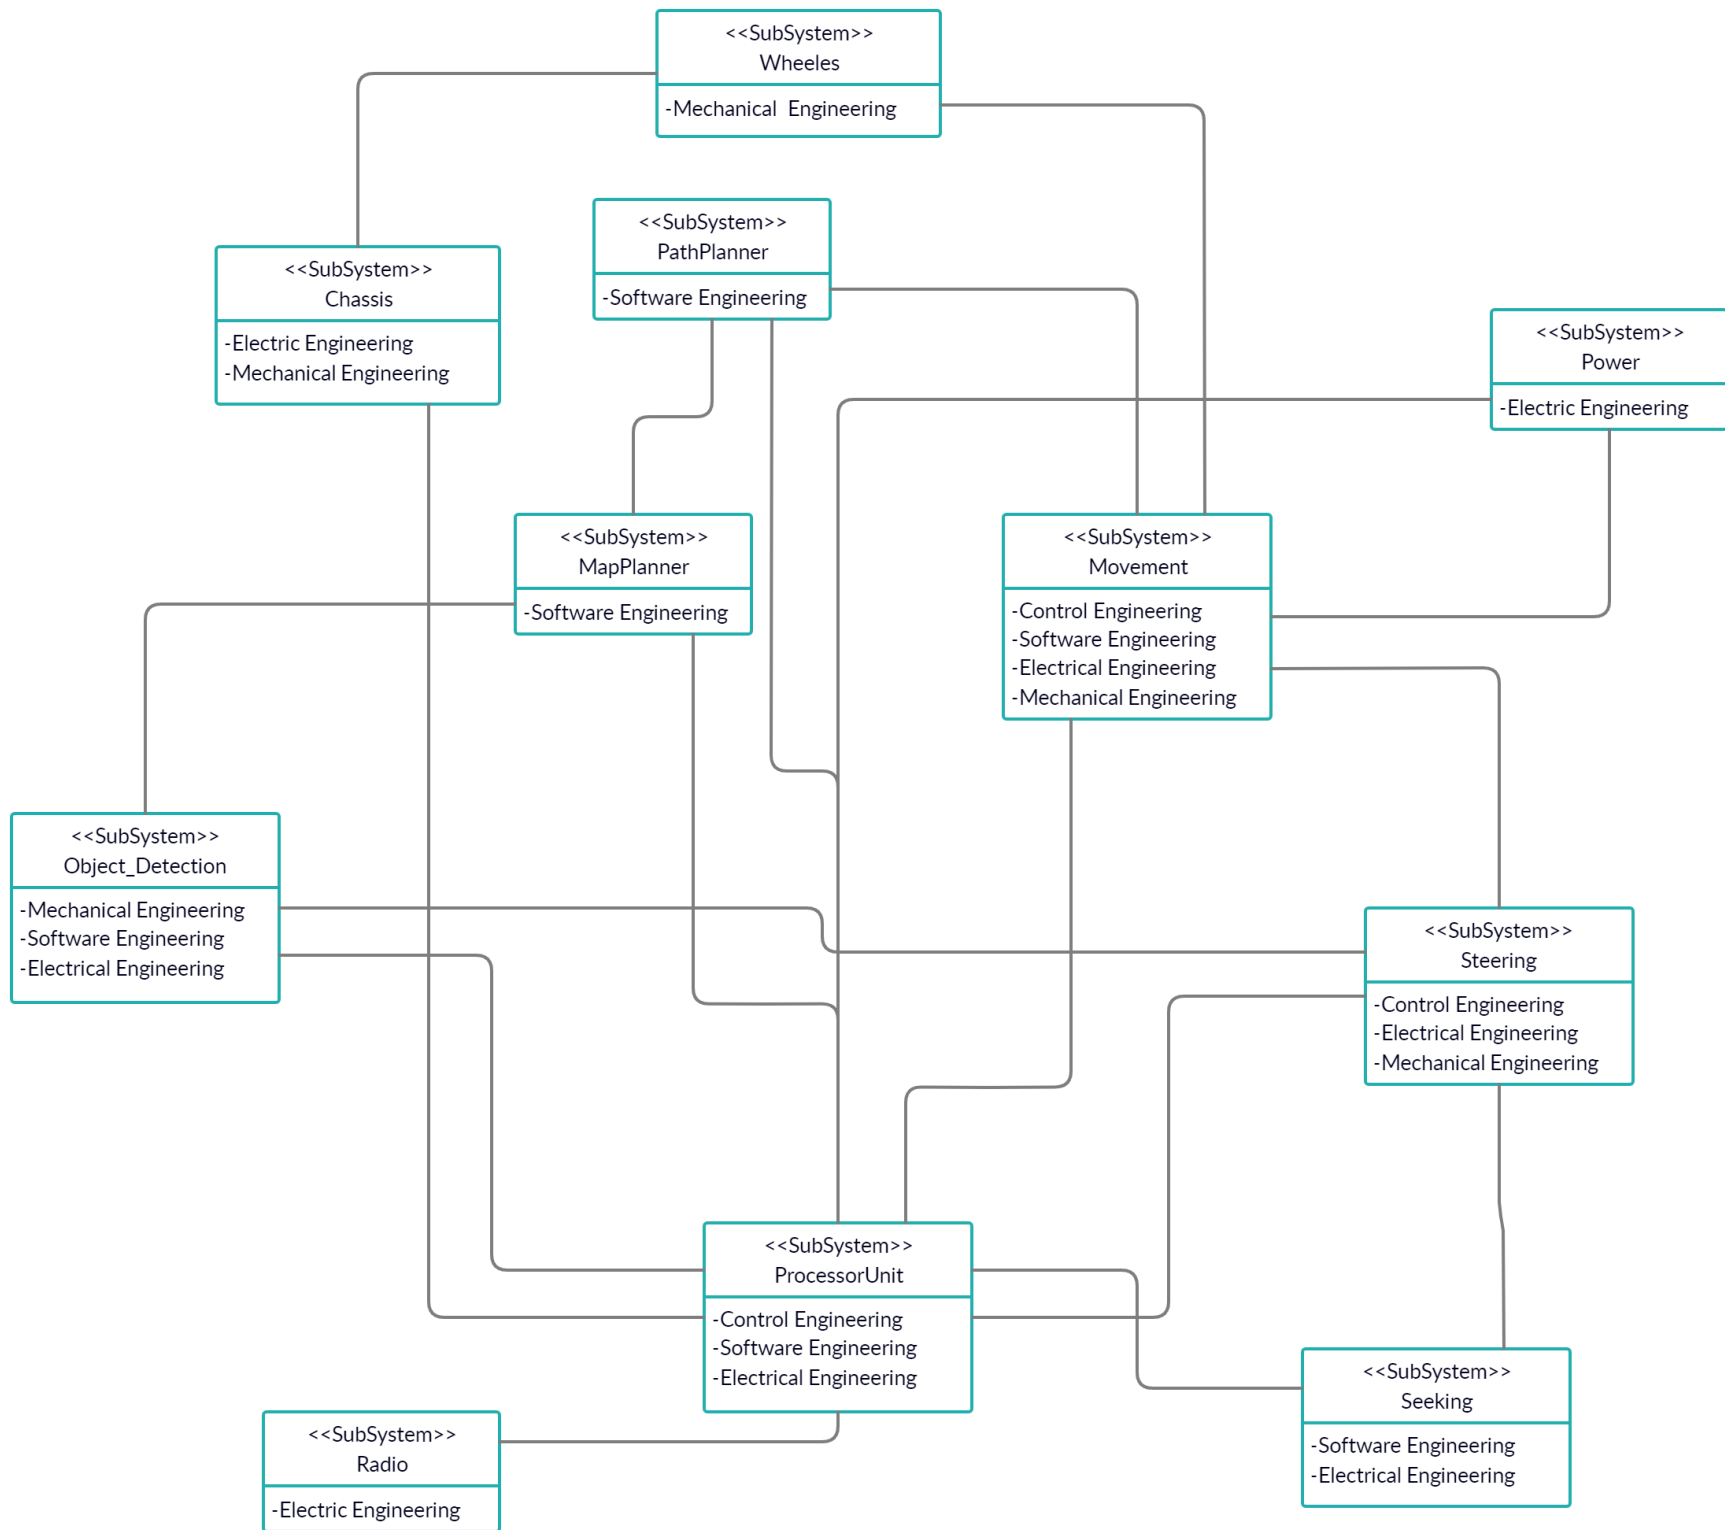 <<SubSystem>>
Wheeles
-Mechanical  Engineering
<<SubSystem>>
PathPlanner
-Software Engineering
<<SubSystem>>
Chassis
-Electric Engineering
-Mechanical Engineering
<<SubSystem>>
Power
-Electric Engineering
<<SubSystem>>
MapPlanner
-Software Engineering
<<SubSystem>>
Movement
-Control Engineering
-Software Engineering
-Electrical Engineering
-Mechanical Engineering
<<SubSystem>>
Object_Detection
-Mechanical Engineering
-Software Engineering
-Electrical Engineering
<<SubSystem>>
Steering
-Control Engineering
-Electrical Engineering
-Mechanical Engineering
<<SubSystem>>
ProcessorUnit
-Control Engineering
-Software Engineering
-Electrical Engineering
<<SubSystem>>
Seeking
-Software Engineering
-Electrical Engineering
<<SubSystem>>
Radio
-Electric Engineering